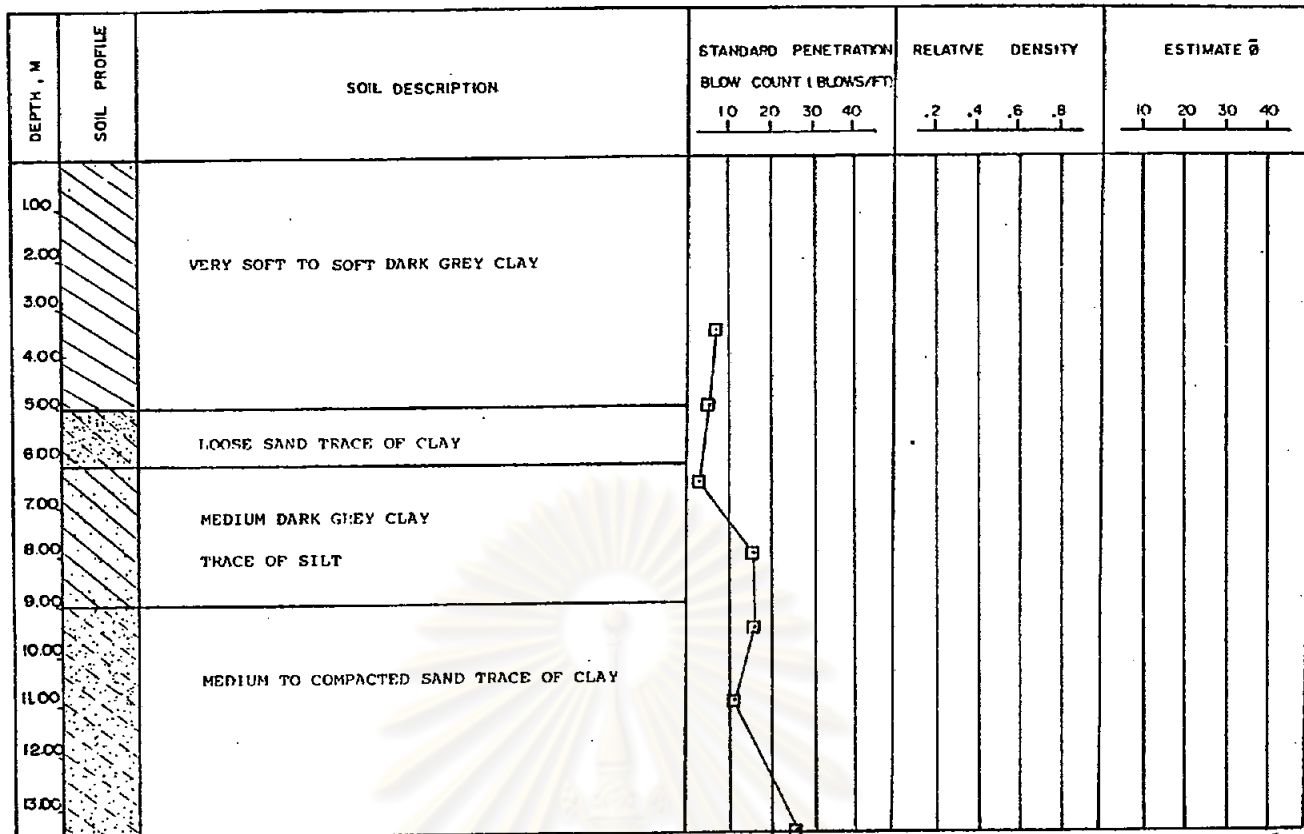 DEPTH , M
SOIL PROFILE
SOIL DESCRIPTION
STANDARD PENETRATION
BLOW COUNT ( BLOWS/FT)
10 20 30 40
RELATIVE DENSITY
.2 .4 .6 .8
ESTIMATE Ø̄
10 20 30 40
1.00
2.00
VERY SOFT TO SOFT DARK GREY CLAY
3.00
4.00
5.00
LOOSE SAND TRACE OF CLAY
6.00
7.00
MEDIUM DARK GREY CLAY
8.00
TRACE OF SILT
9.00
10.00
MEDIUM TO COMPACTED SAND TRACE OF CLAY
11.00
12.00
13.00